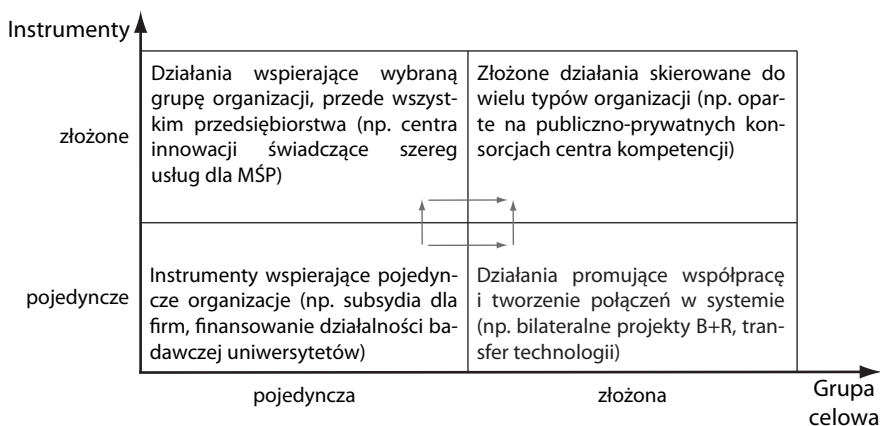 Instrumenty
Działania wspierające wybraną
grupę organizacji, przede wszyst-
kim przedsiębiorstwa (np. centra
innowacji świadczące szereg
usług dla MŚP)
Złożone działania skierowane do
wielu typów organizacji (np. opar-
te na publiczno-prywatnych kon-
sorcjach centra kompetencji)
złożone
Instrumenty wspierające pojedyn-
cze organizacje (np. subsydia dla
firm, finansowanie działalności ba-
dawczej uniwersytetów)
Działania promujące współpracę
i tworzenie połączeń w systemie
(np. bilateralne projekty B+R, tran-
sfer technologii)
pojedyncze
pojedyncza
złożona
Grupa
celowa